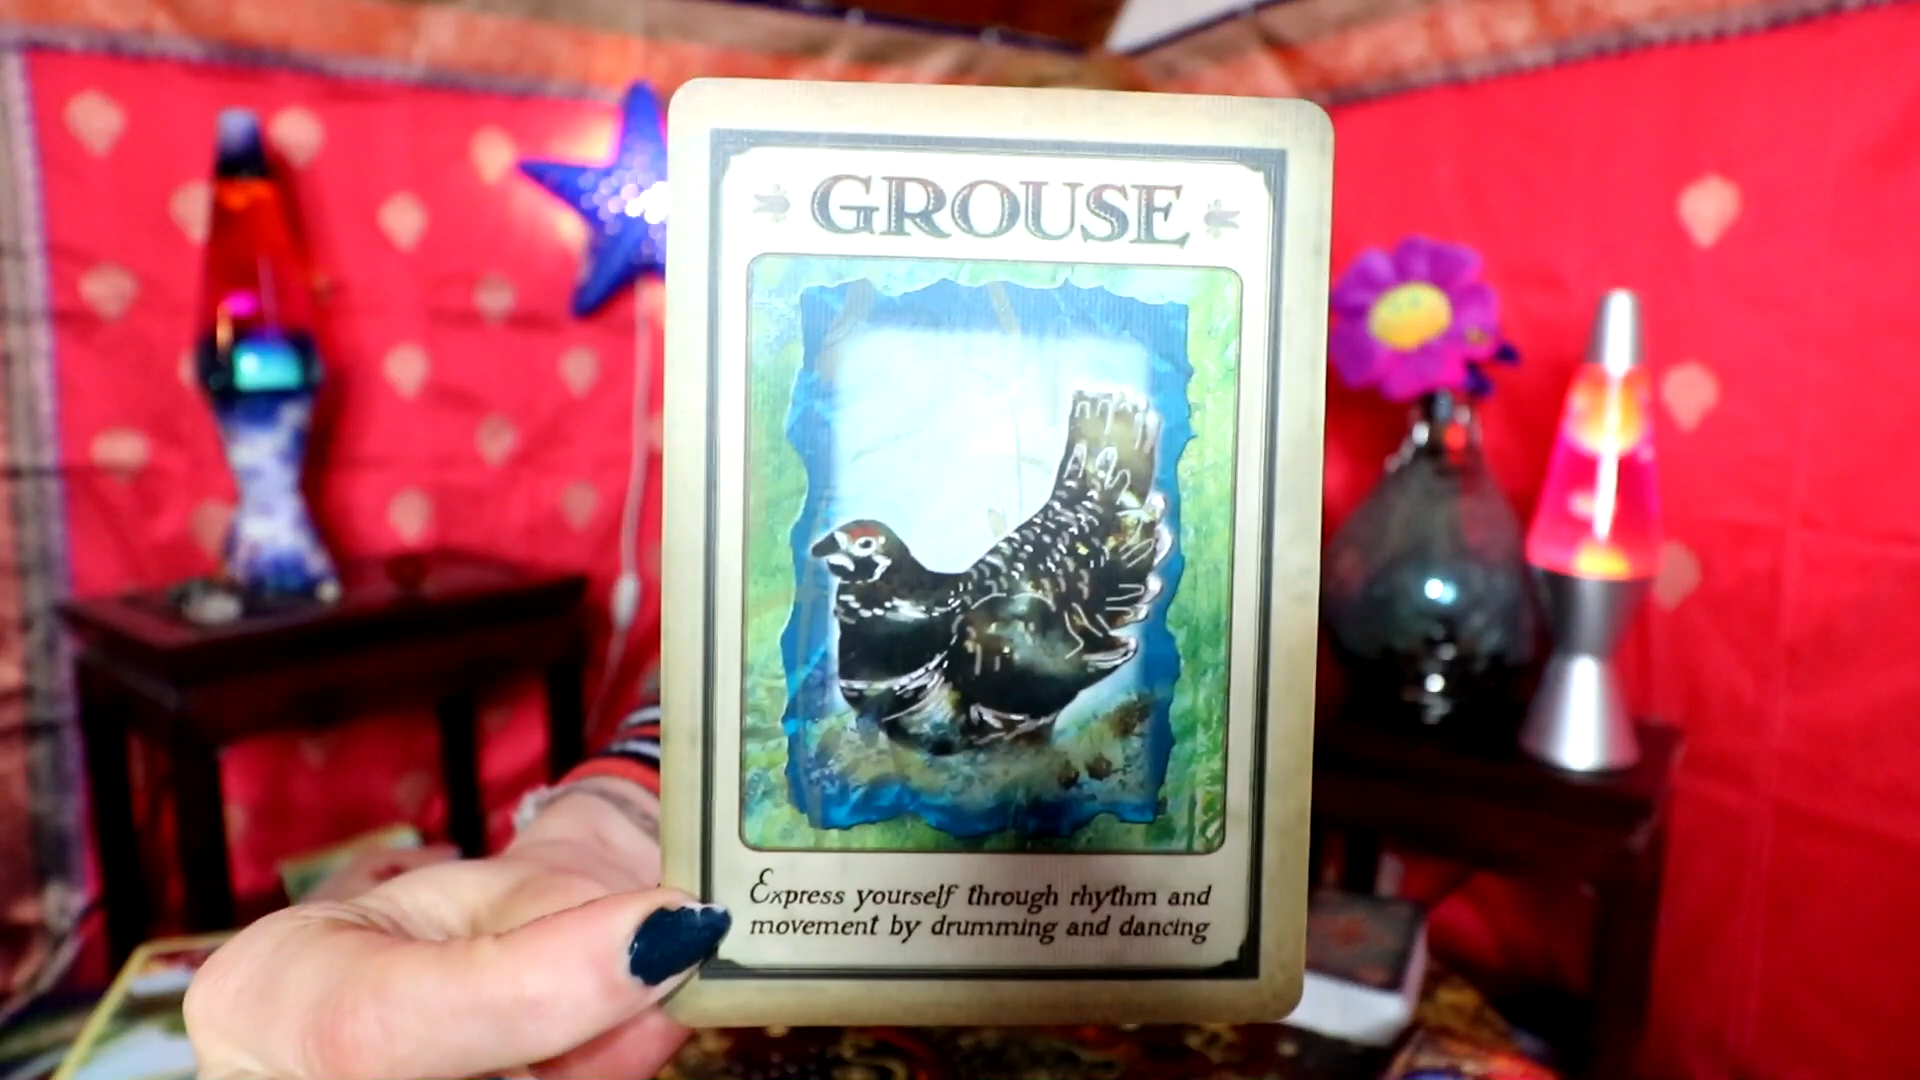 GROUSE
Express yourself through rhythm and
movement by drumming and dancing